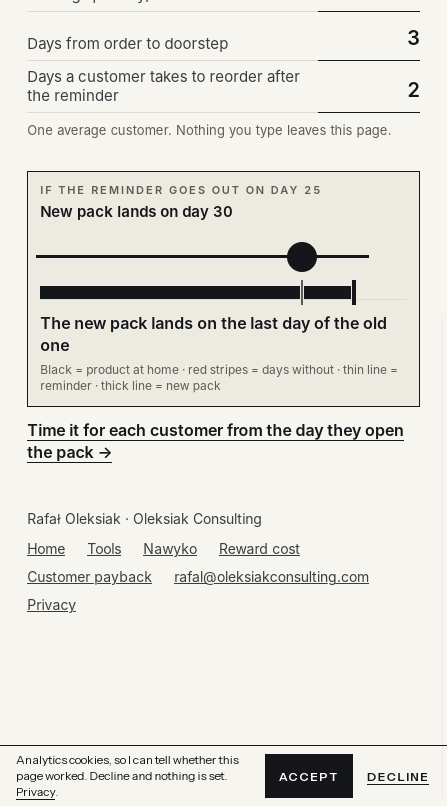 Days from order to doorstep 3
Days a customer takes to reorder after
the reminder 2
One average customer. Nothing you type leaves this page.
IF THE REMINDER GOES OUT ON DAY 25
New pack lands on day 30
The new pack lands on the last day of the old
one
Black = product at home · red stripes = days without · thin line =
reminder · thick line = new pack
Time it for each customer from the day they open
the pack →
Rafał Oleksiak · Oleksiak Consulting
Home Tools Nawyko Reward cost
Customer payback rafal@oleksiakconsulting.com
Privacy
Analytics cookies, so I can tell whether this
page worked. Decline and nothing is set.
Privacy.
ACCEPT DECLINE